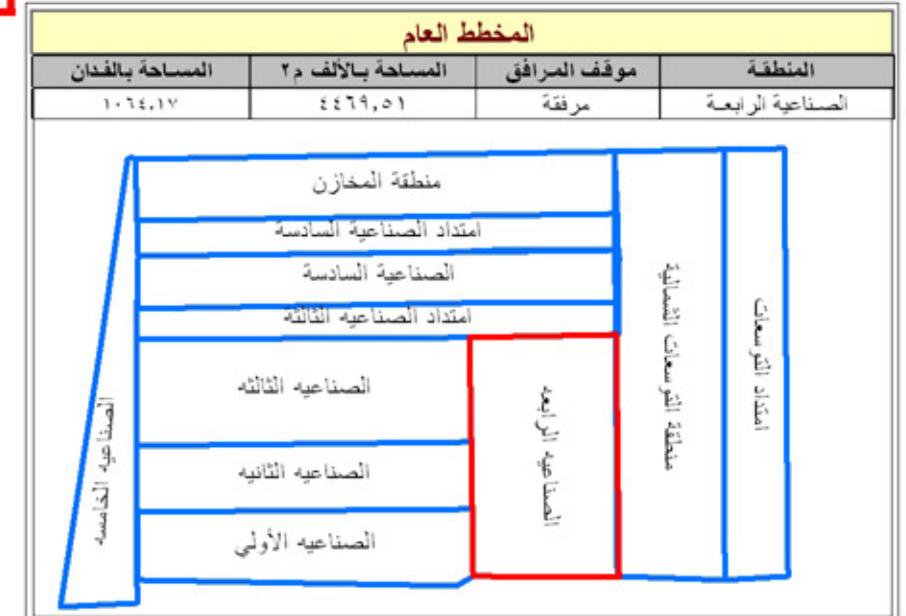 المخطط العام
المنطقة موقف المرافق المساحة بالألف م٢ المساحة بالفدان
الصناعية الرابعة مرفقة ٤٤٦٩,٥١ ١٠٦٤,١٧
منطقة المخازن
امتداد الصناعية السادسة
الصناعية السادسة
امتداد الصناعيه الثالثه
الصناعيه الثالثه
الصناعيه الثانيه
الصناعيه الأولي
الصناعيه الرابعه
منطقة التوسعات الشمالية
امتداد التوسعات
الصناعيه الخامسه